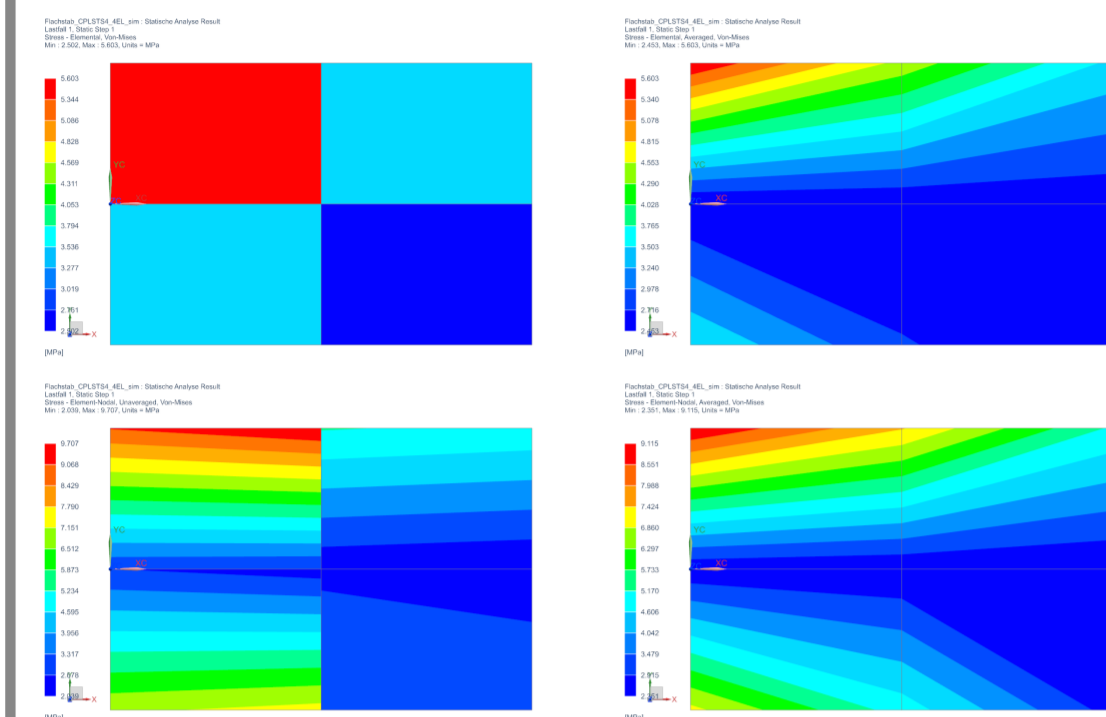 Flachstab_CPLSTS4_4EL_sim : Statische Analyse Result
Lastfall 1, Static Step 1
Stress - Elemental, Von-Mises
Min : 2.502, Max : 5.603, Units = MPa
5.603
5.344
5.086
4.828
4.569
4.311
4.053
3.794
3.536
3.277
3.019
YC
X
[MPa]
Flachstab_CPLSTS4_4EL_sim : Statische Analyse Result
Lastfall 1, Static Step 1
Stress - Elemental, Averaged, Von-Mises
Min : 2.453, Max : 5.603, Units = MPa
5.603
5.340
5.078
4.815
4.553
4.290
4.028
3.765
3.503
3.240
2.978
YC
XC
X
[MPa]
Flachstab_CPLSTS4_4EL_sim : Statische Analyse Result
Lastfall 1, Static Step 1
Stress - Element-Nodal, Unaveraged, Von-Mises
Min : 2.039, Max : 9.707, Units = MPa
9.707
9.068
8.429
7.790
7.151
6.512
5.873
5.234
4.595
3.956
3.317
YC
XC
X
Flachstab_CPLSTS4_4EL_sim : Statische Analyse Result
Lastfall 1, Static Step 1
Stress - Element-Nodal, Averaged, Von-Mises
Min : 2.351, Max : 9.115, Units = MPa
9.115
8.551
7.988
7.424
6.860
6.297
5.733
5.170
4.606
4.042
3.479
YC
XC
X